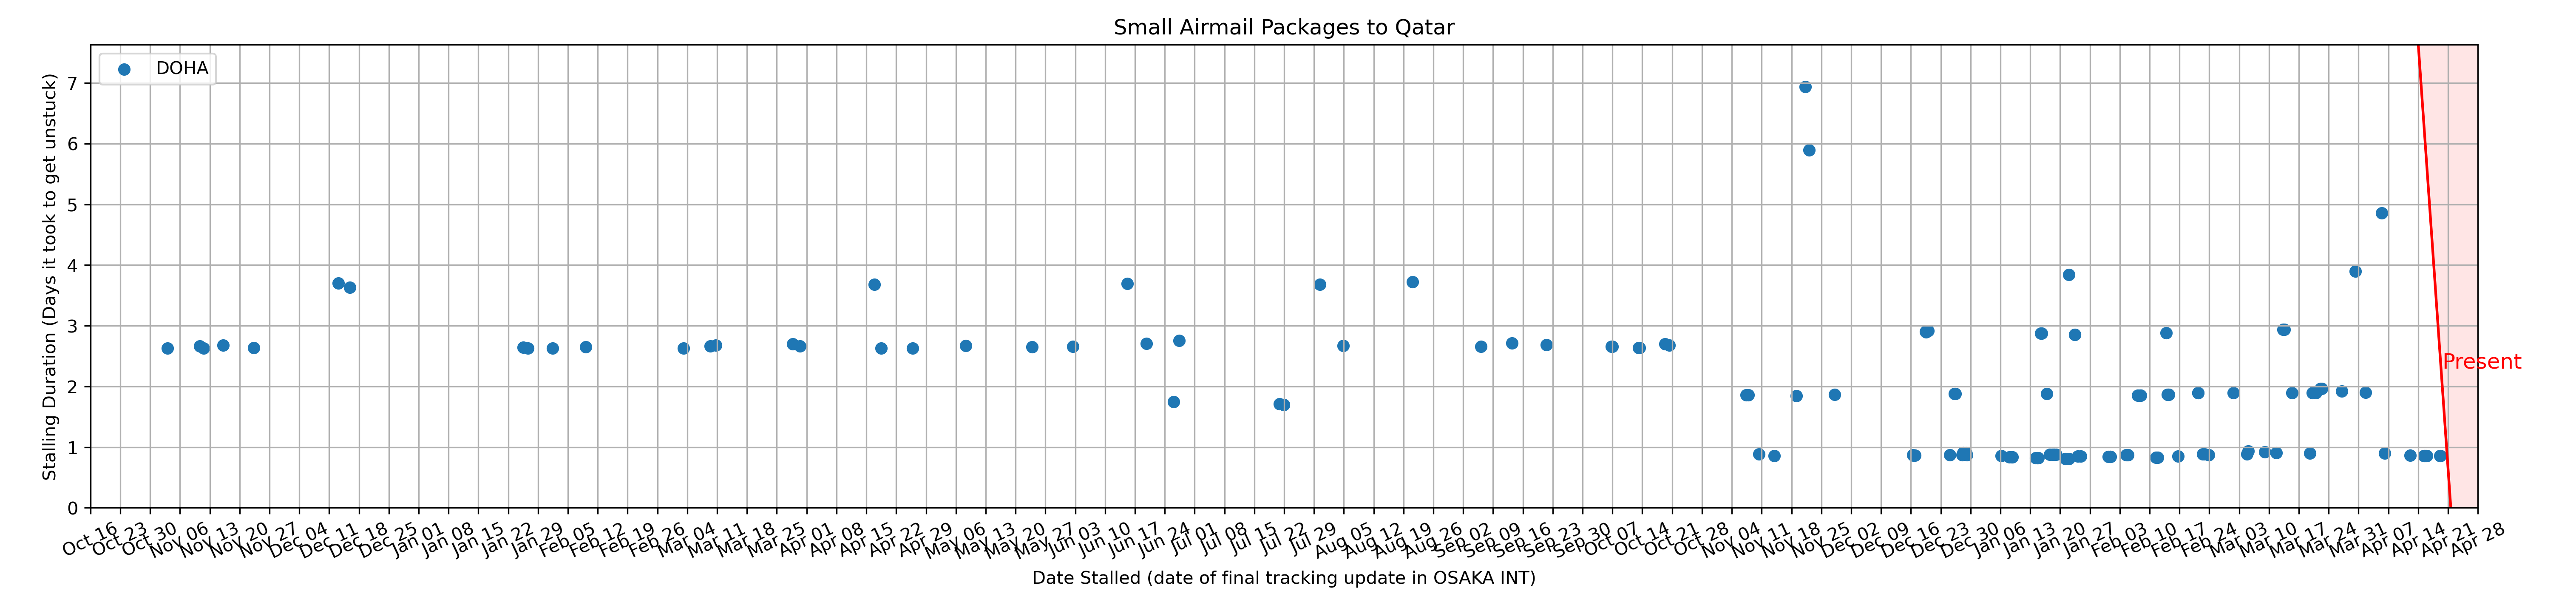 Small Airmail Packages to Qatar
DOHA
Stalling Duration (Days it took to get unstuck)
7
6
5
4
3
2
1
0
Present
Oct 16 Oct 23 Oct 30 Nov 06 Nov 13 Nov 20 Nov 27 Dec 04 Dec 11 Dec 18 Dec 25 Jan 01 Jan 08 Jan 15 Jan 22 Jan 29 Feb 05 Feb 12 Feb 19 Feb 26 Mar 04 Mar 11 Mar 18 Mar 25 Apr 01 Apr 08 Apr 15 Apr 22 Apr 29 May 06 May 13 May 20 May 27 Jun 03 Jun 10 Jun 17 Jun 24 Jul 01 Jul 08 Jul 15 Jul 22 Jul 29 Aug 05 Aug 12 Aug 19 Aug 26 Sep 02 Sep 09 Sep 16 Sep 23 Sep 30 Oct 07 Oct 14 Oct 21 Oct 28 Nov 04 Nov 11 Nov 18 Nov 25 Dec 02 Dec 09 Dec 16 Dec 23 Dec 30 Jan 06 Jan 13 Jan 20 Jan 27 Feb 03 Feb 10 Feb 17 Feb 24 Mar 03 Mar 10 Mar 17 Mar 24 Mar 31 Apr 07 Apr 14 Apr 21 Apr 28
Date Stalled (date of final tracking update in OSAKA INT)